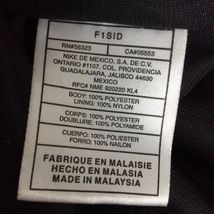 F1SID
RN#56323 CA#05553
NIKE DE MEXICO, S.A. DE C.V.
ONTARIO #1107, COL. PROVIDENCIA
GUADALAJARA, JALISCO 44630
MEXICO
RFC# NME 920220 KL4
BODY: 100% POLYESTER
LINING: 100% NYLON
CORPS: 100% POLYESTER
DOUBLURE: 100% POLYAMIDE
CUERPO: 100% POLIESTER
FORRO: 100% NAILON
FABRIQUE EN MALAISIE
HECHO EN MALASIA
MADE IN MALAYSIA